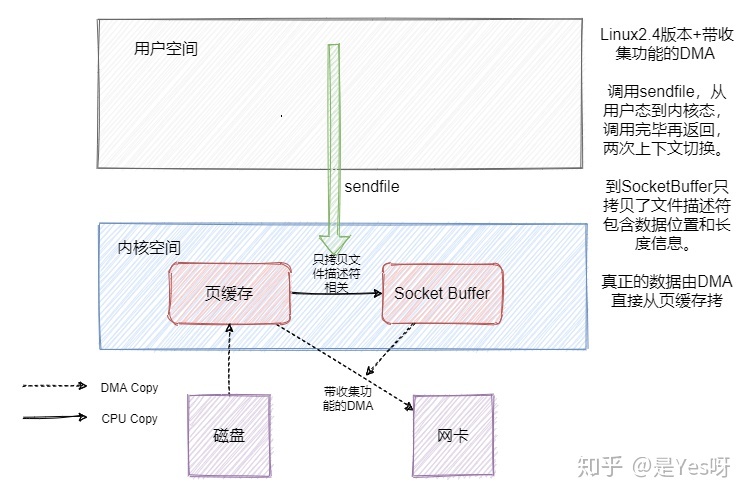 用户空间
sendfile
内核空间
只拷贝文
件描述符
相关
页缓存
Socket Buffer
DMA Copy
CPU Copy
带收集功
能的DMA
磁盘
网卡
Linux2.4版本+带收
集功能的DMA
调用sendfile，从
用户态到内核态，
调用完毕再返回，
两次上下文切换。
到SocketBuffer只
拷贝了文件描述符
包含数据位置和长
度信息。
真正的数据由DMA
直接从页缓存拷
知乎 @是Yes呀